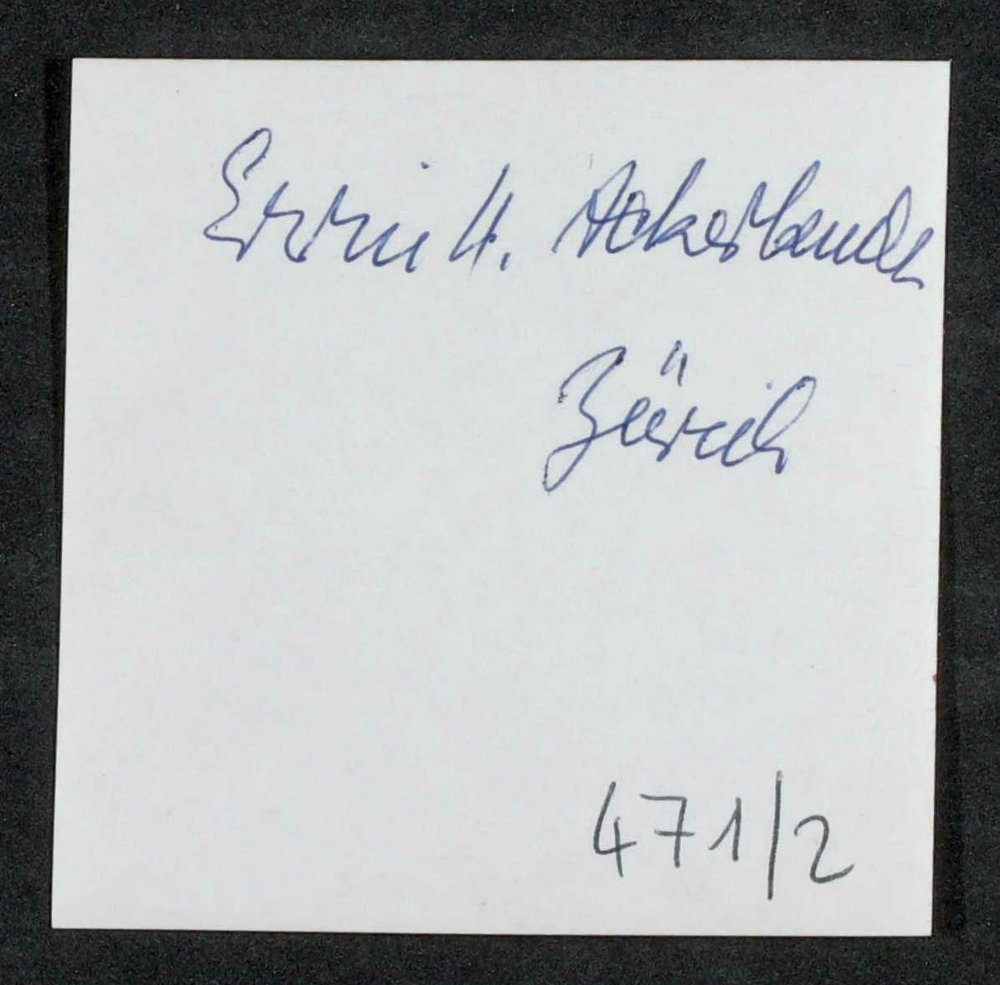 Erwin H. Ackerknecht
Zürich
471/2